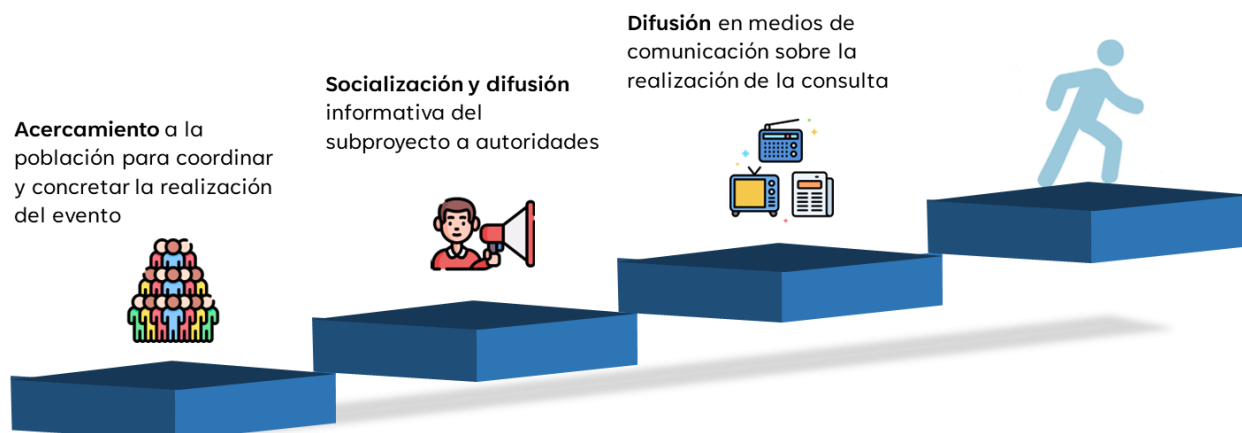 Acercamiento a la
población para coordinar
y concretar la realización
del evento
Socialización y difusión
informativa del
subproyecto a autoridades
Difusión en medios de
comunicación sobre la
realización de la consulta